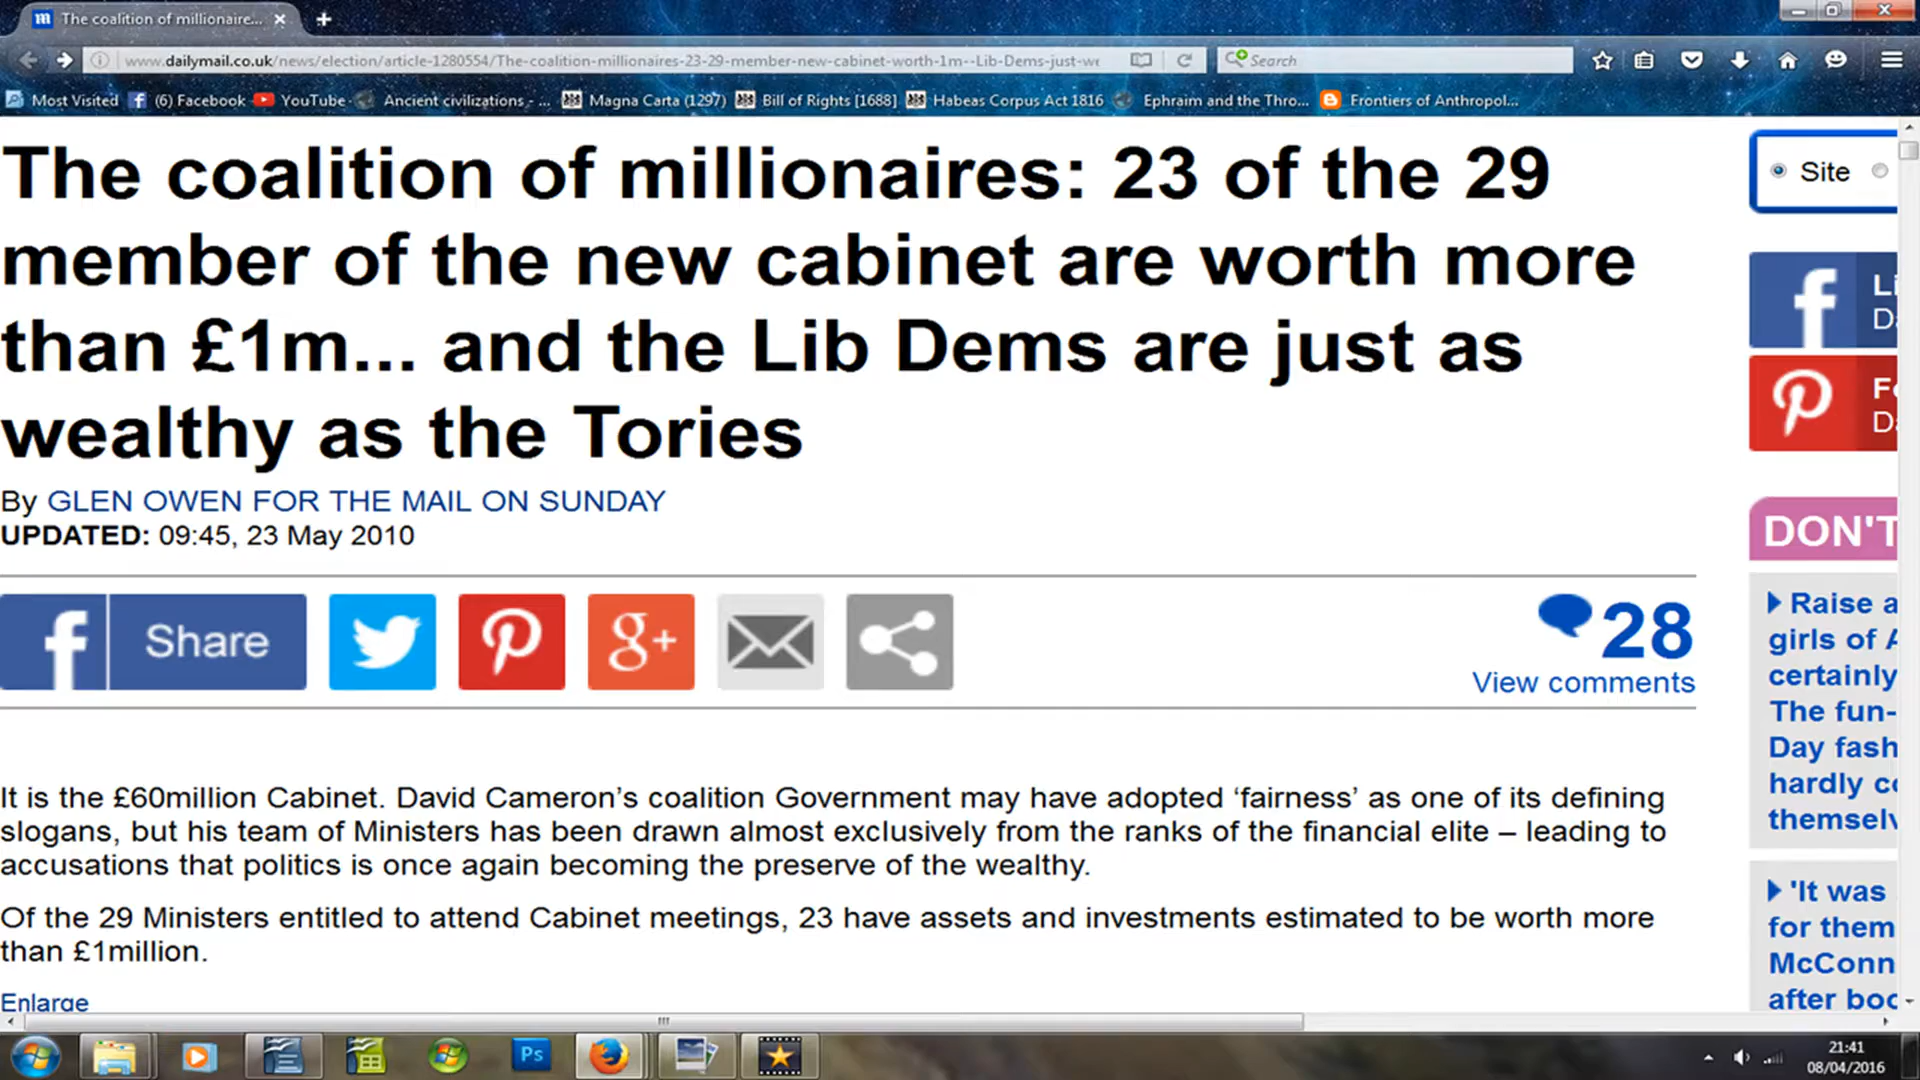 The coalition of millionaire...
www.dailymail.co.uk/news/election/article-1280554/The-coalition-millionaires-23-29-member-new-cabinet-worth-1m--Lib-Dems-just-we
Search
Most Visited
(6) Facebook
YouTube
Ancient civilizations - ...
Magna Carta (1297)
Bill of Rights [1688]
Habeas Corpus Act 1816
Ephraim and the Thro...
Frontiers of Anthropol...
The coalition of millionaires: 23 of the 29
member of the new cabinet are worth more
than £1m... and the Lib Dems are just as
wealthy as the Tories
By GLEN OWEN FOR THE MAIL ON SUNDAY
UPDATED: 09:45, 23 May 2010
Share
g+
28
View comments
It is the £60million Cabinet. David Cameron’s coalition Government may have adopted ‘fairness’ as one of its defining
slogans, but his team of Ministers has been drawn almost exclusively from the ranks of the financial elite – leading to
accusations that politics is once again becoming the preserve of the wealthy.
Of the 29 Ministers entitled to attend Cabinet meetings, 23 have assets and investments estimated to be worth more
than £1million.
Enlarge
Site
DON'T
Raise a
girls of A
certainly
The fun-
Day fash
hardly co
themselv
'It was
for them
McConn
after boo
Ps
21:41
08/04/2016